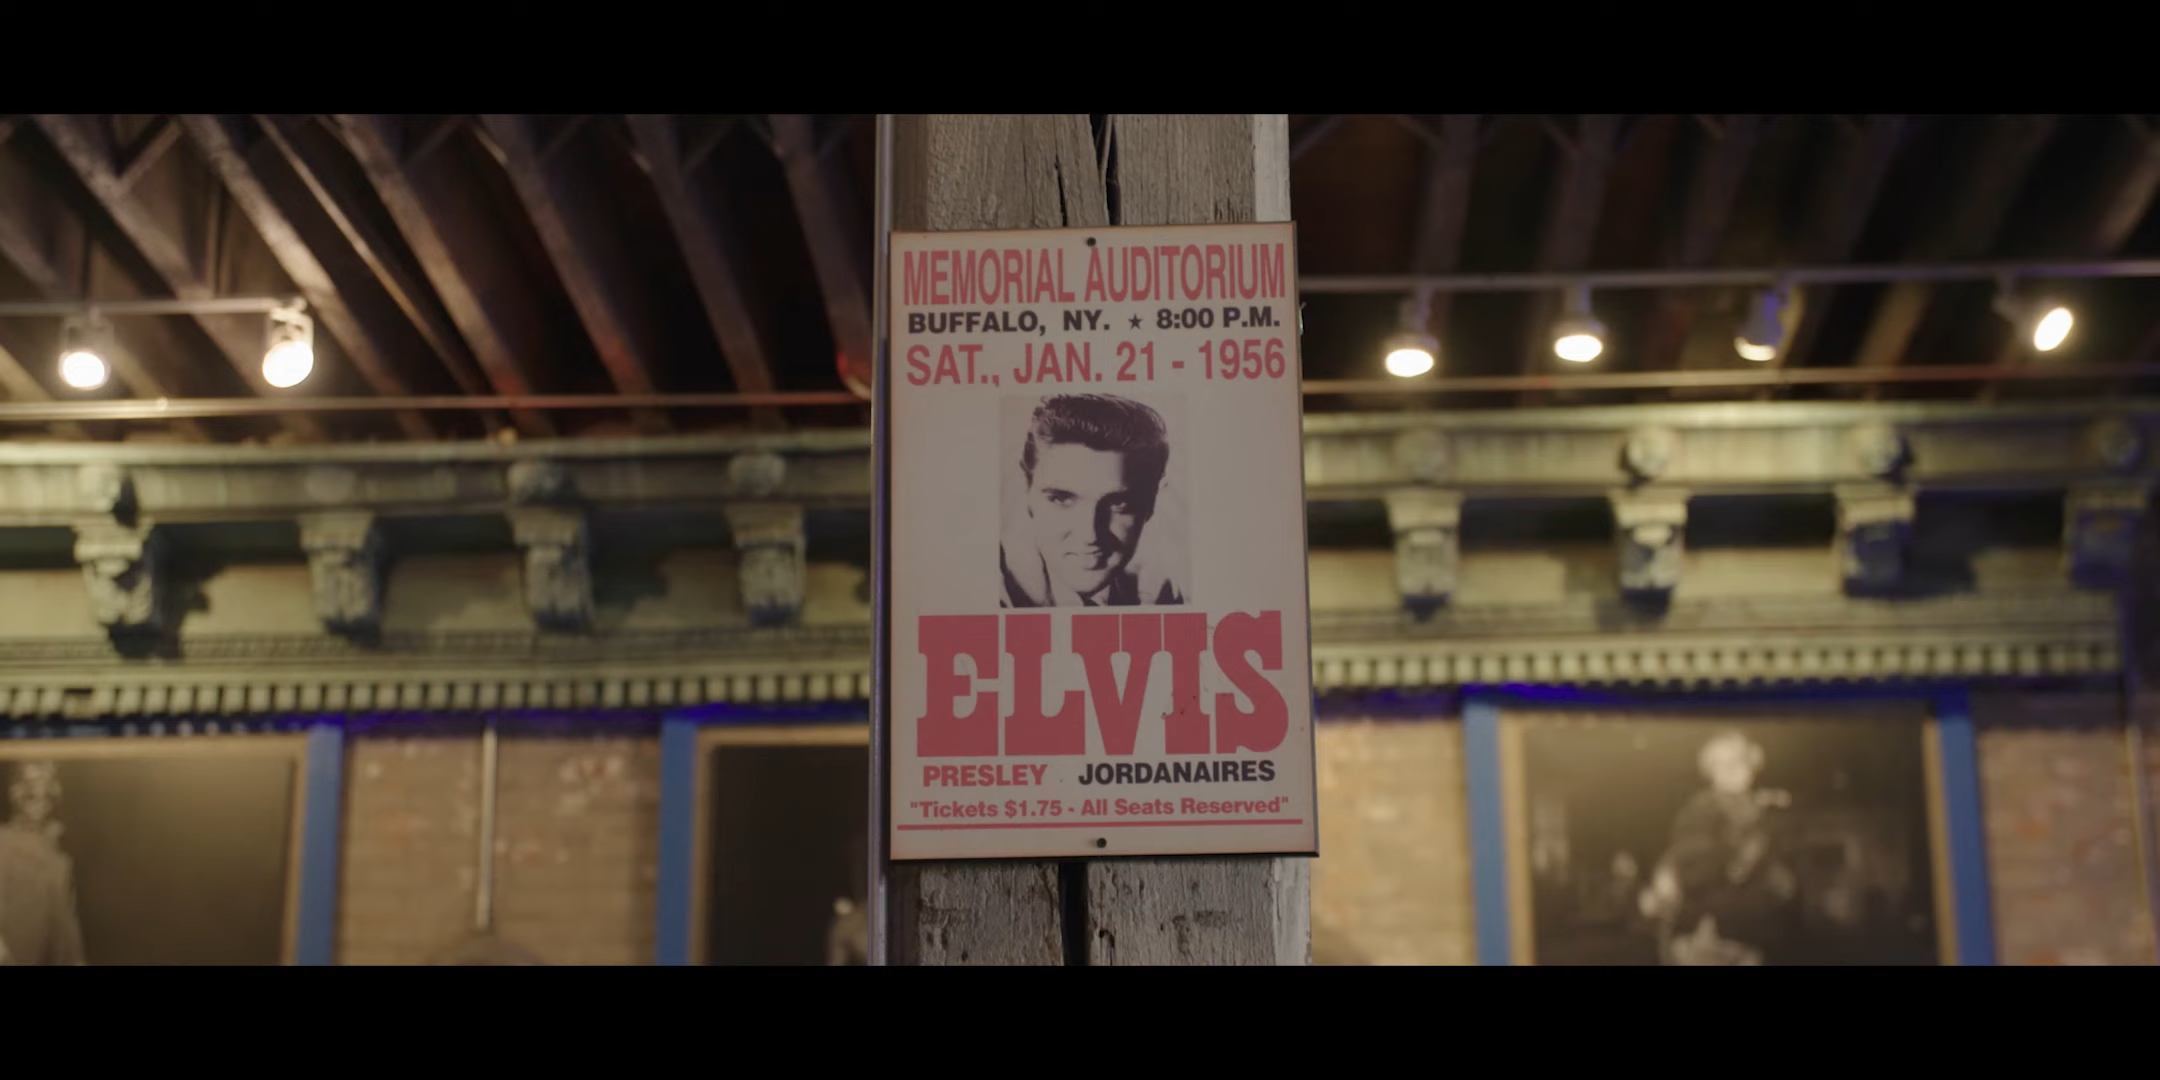 MEMORIAL AUDITORIUM
BUFFALO, NY. ★ 8:00 P.M.
SAT., JAN. 21 - 1956
ELVIS
PRESLEY JORDANAIRES
"Tickets $1.75 - All Seats Reserved"